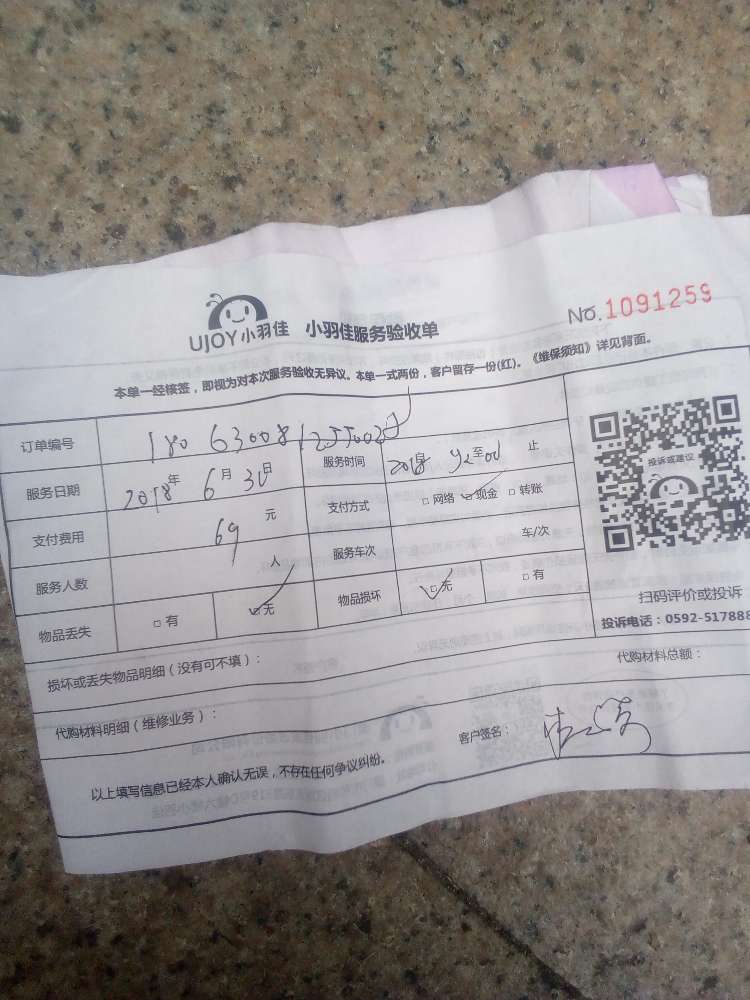 UJOY小羽佳 小羽佳服务验收单 No.1091259
本单一经核签，即视为对本次服务验收无异议。本单一式两份，客户留存一份(红)。《维保须知》详见背面。
订单编号
服务日期 2018年 6月 30日 服务时间 至 止
支付费用 69 元 支付方式 □网络 ☑现金 □转账
服务人数 人 服务车次 车/次
物品丢失 □有 ☑无 物品损坏 ☑无 □有
投诉或建议
扫码评价或投诉
投诉电话：0592-517888
损坏或丢失物品明细（没有可不填）：
代购材料明细（维修业务）： 代购材料总额：
以上填写信息已经本人确认无误，不存在任何争议纠纷。 客户签名：